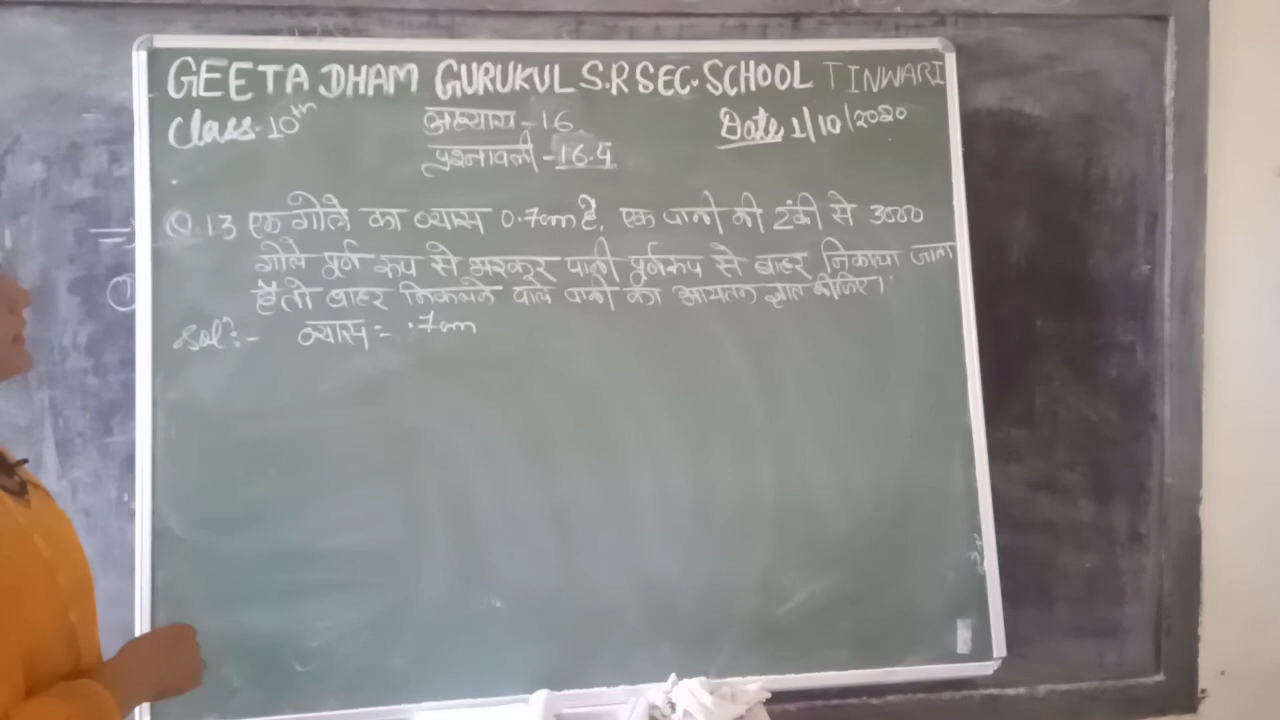 GEETA DHAM GURUKUL S.R SEC. SCHOOL TINWARI
Class-10th
अध्याय-16
Date 1/10/2020
प्रश्नावली-16.4
Q.13 एक गोले का व्यास 0.7cm है, एक पानी की टंकी से 3000
गोले पूर्ण रूप से भरकर पानी पूर्णरूप से बाहर निकाला जाता
है तो बाहर निकलने वाले पानी का आयतन ज्ञात कीजिए।
Sol:- व्यास = .7cm